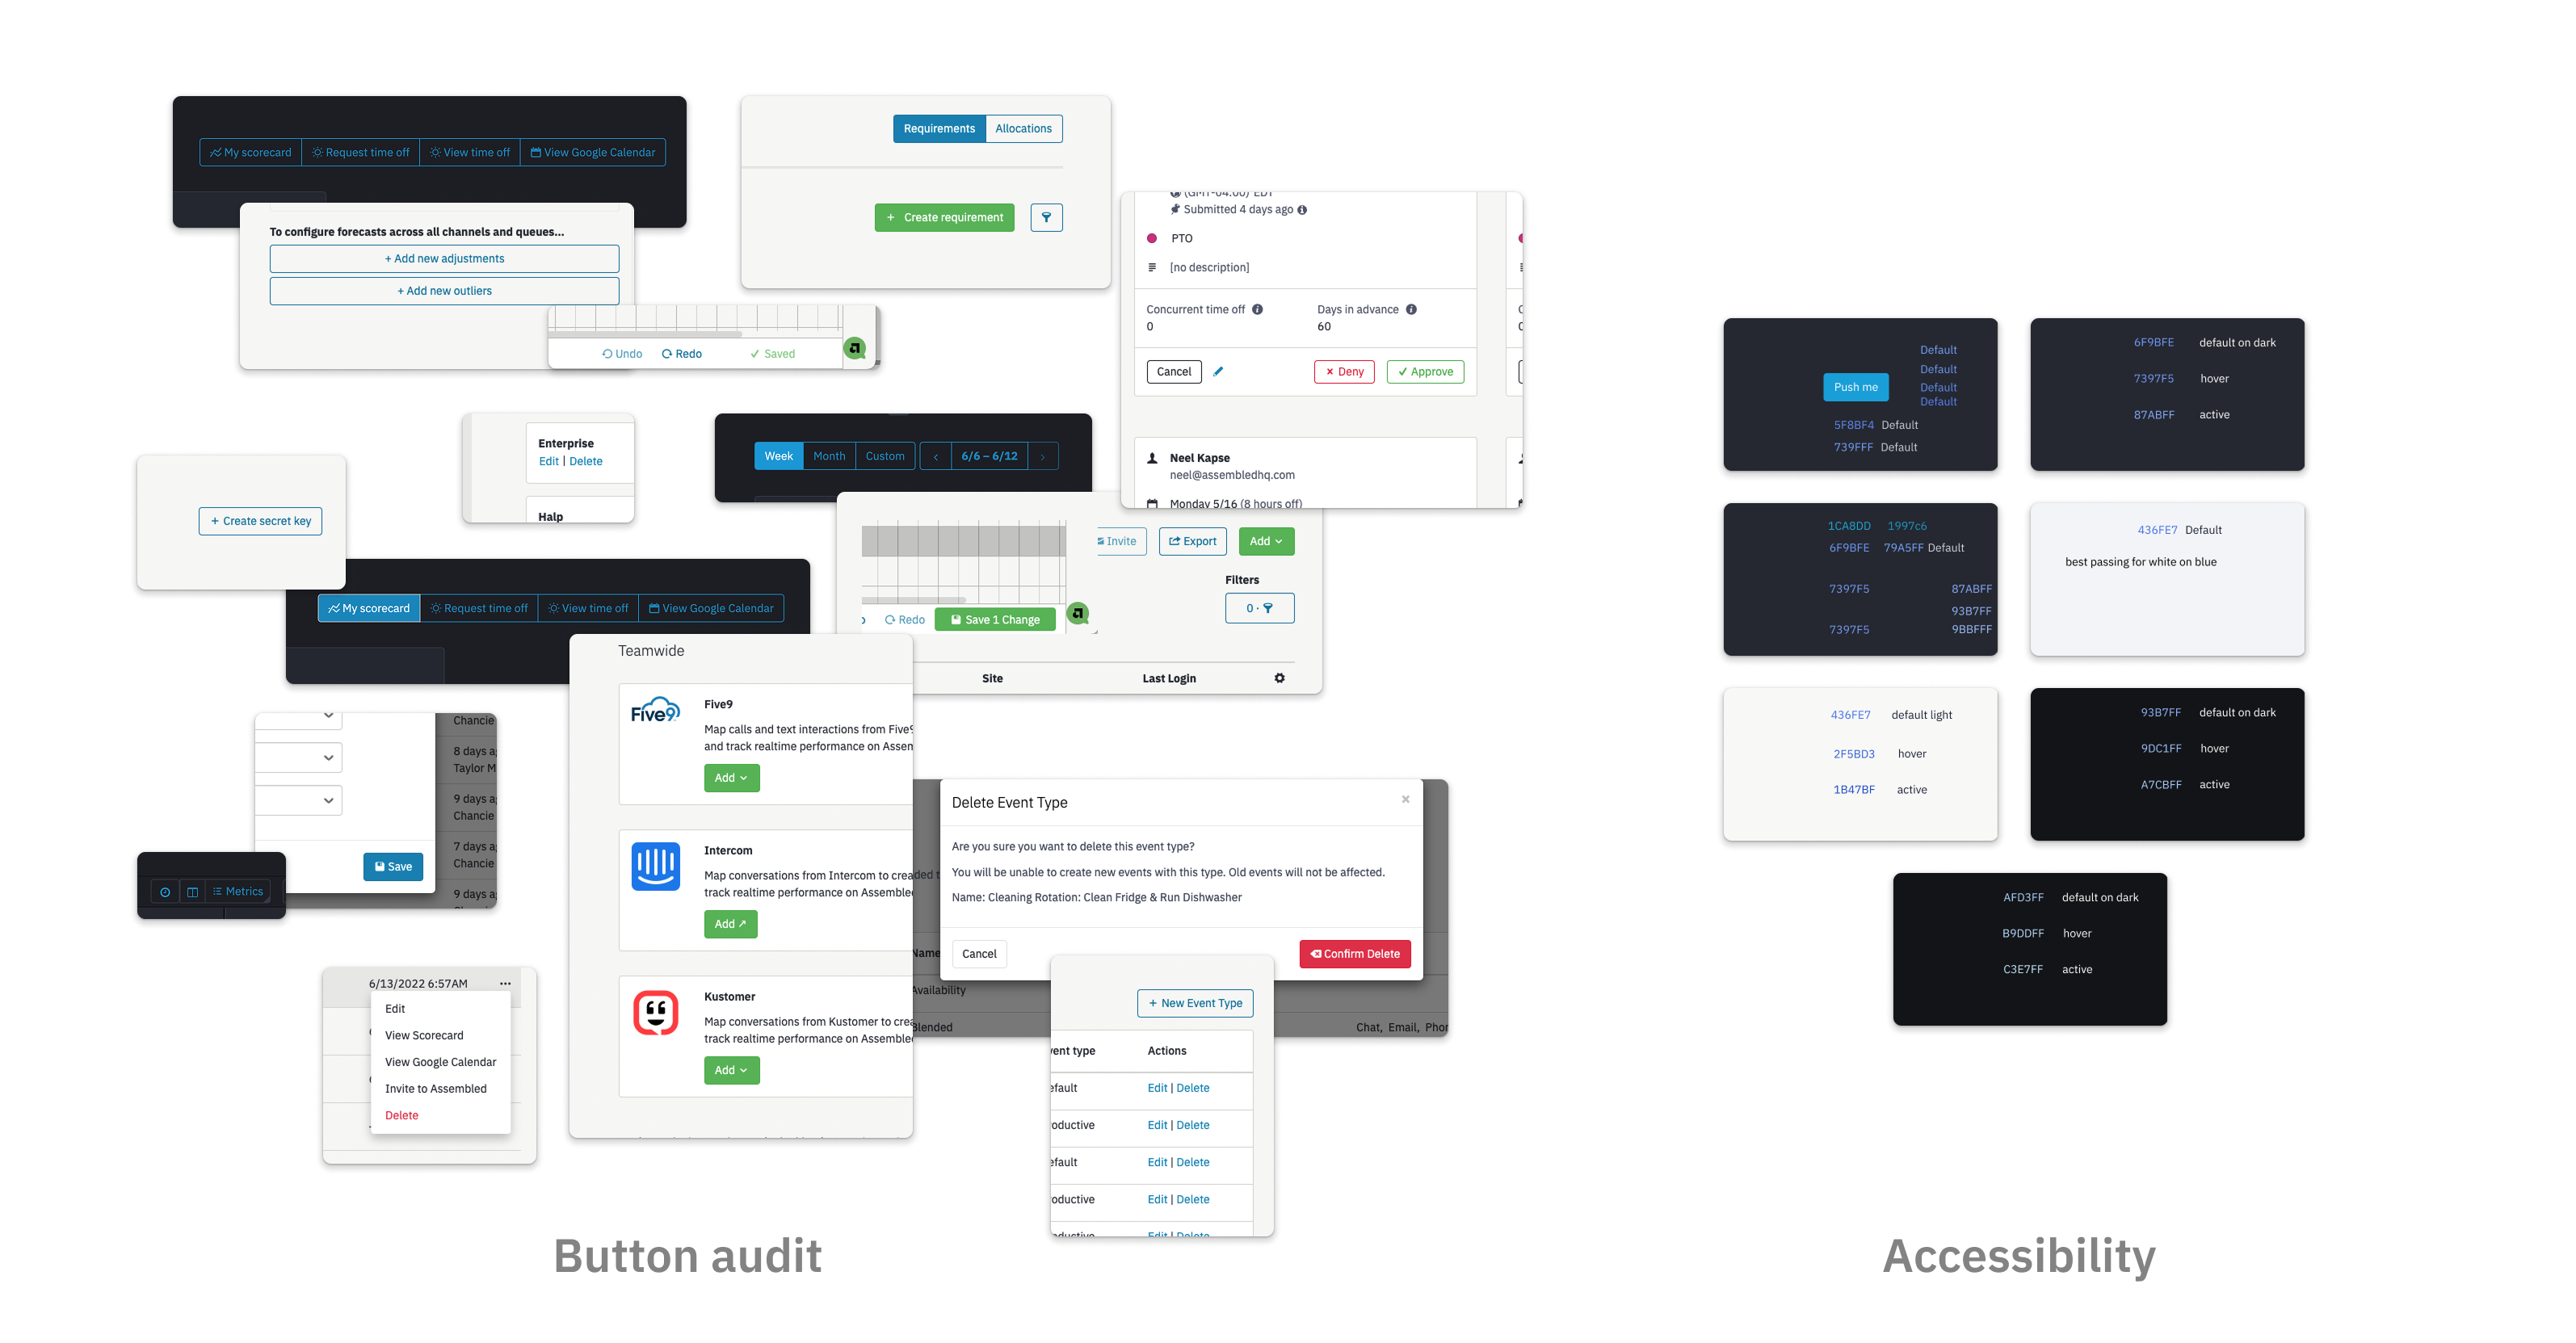 My scorecard Request time off View time off View Google Calendar
To configure forecasts across all channels and queues...
+ Add new adjustments
+ Add new outliers
Undo Redo Saved
Requirements Allocations
+ Create requirement
(GMT-04:00) EDT
Submitted 4 days ago
PTO
[no description]
Concurrent time off Days in advance
0 60
Cancel Deny Approve
Neel Kapse
neel@assembledhq.com
Monday 5/16 (8 hours off)
Enterprise
Edit | Delete
Halp
Week Month Custom < 6/6 – 6/12 >
+ Create secret key
My scorecard Request time off View time off View Google Calendar
Invite Export Add
Filters
0 ·
Redo Save 1 Change
Site Last Login
Teamwide
Five9
Five9
Map calls and text interactions from Five9
and track realtime performance on Assem
Add
Intercom
Map conversations from Intercom to crea
track realtime performance on Assemble
Add ↗
Kustomer
Map conversations from Kustomer to crea
track realtime performance on Assemble
Add
Chancie
8 days a
Taylor M
9 days a
Chancie
7 days a
Chancie
9 days a
Save
Metrics
6/13/2022 6:57AM ...
Edit
View Scorecard
View Google Calendar
Invite to Assembled
Delete
Delete Event Type ×
Are you sure you want to delete this event type?
You will be unable to create new events with this type. Old events will not be affected.
Name: Cleaning Rotation: Clean Fridge & Run Dishwasher
Cancel Confirm Delete
ded t
Name
Availability
Blended
Chat, Email, Phon
+ New Event Type
vent type Actions
efault Edit | Delete
oductive Edit | Delete
efault Edit | Delete
oductive Edit | Delete
oductive Edit | Delete
Button audit
Default
Default
Push me Default
Default
5F8BF4 Default
739FFF Default
6F9BFE default on dark
7397F5 hover
87ABFF active
1CA8DD 1997c6
6F9BFE 79A5FF Default
7397F5 87ABFF
93B7FF
7397F5 9BBFFF
436FE7 Default
best passing for white on blue
436FE7 default light
2F5BD3 hover
1B47BF active
93B7FF default on dark
9DC1FF hover
A7CBFF active
AFD3FF default on dark
B9DDFF hover
C3E7FF active
Accessibility